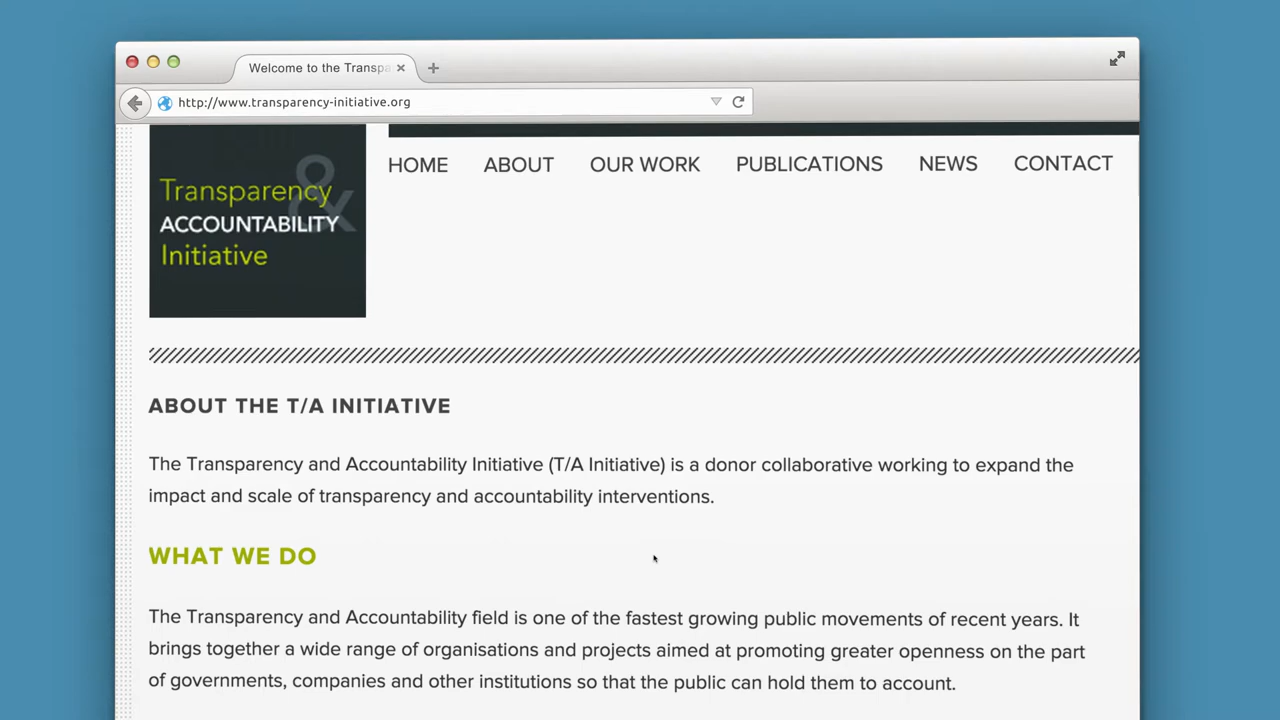 Welcome to the Transpa
http://www.transparency-initiative.org
HOME ABOUT OUR WORK PUBLICATIONS NEWS CONTACT
&
Transparency
ACCOUNTABILITY
Initiative
ABOUT THE T/A INITIATIVE
The Transparency and Accountability Initiative (T/A Initiative) is a donor collaborative working to expand the
impact and scale of transparency and accountability interventions.
WHAT WE DO
The Transparency and Accountability field is one of the fastest growing public movements of recent years. It
brings together a wide range of organisations and projects aimed at promoting greater openness on the part
of governments, companies and other institutions so that the public can hold them to account.